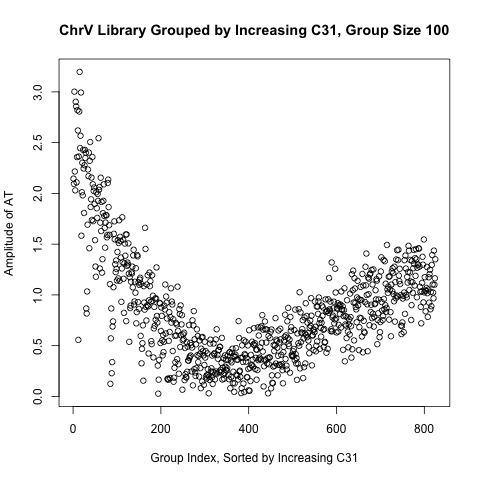 ChrV Library Grouped by Increasing C31, Group Size 100
Amplitude of AT
3.0
2.5
2.0
1.5
1.0
0.5
0.0
0 200 400 600 800
Group Index, Sorted by Increasing C31